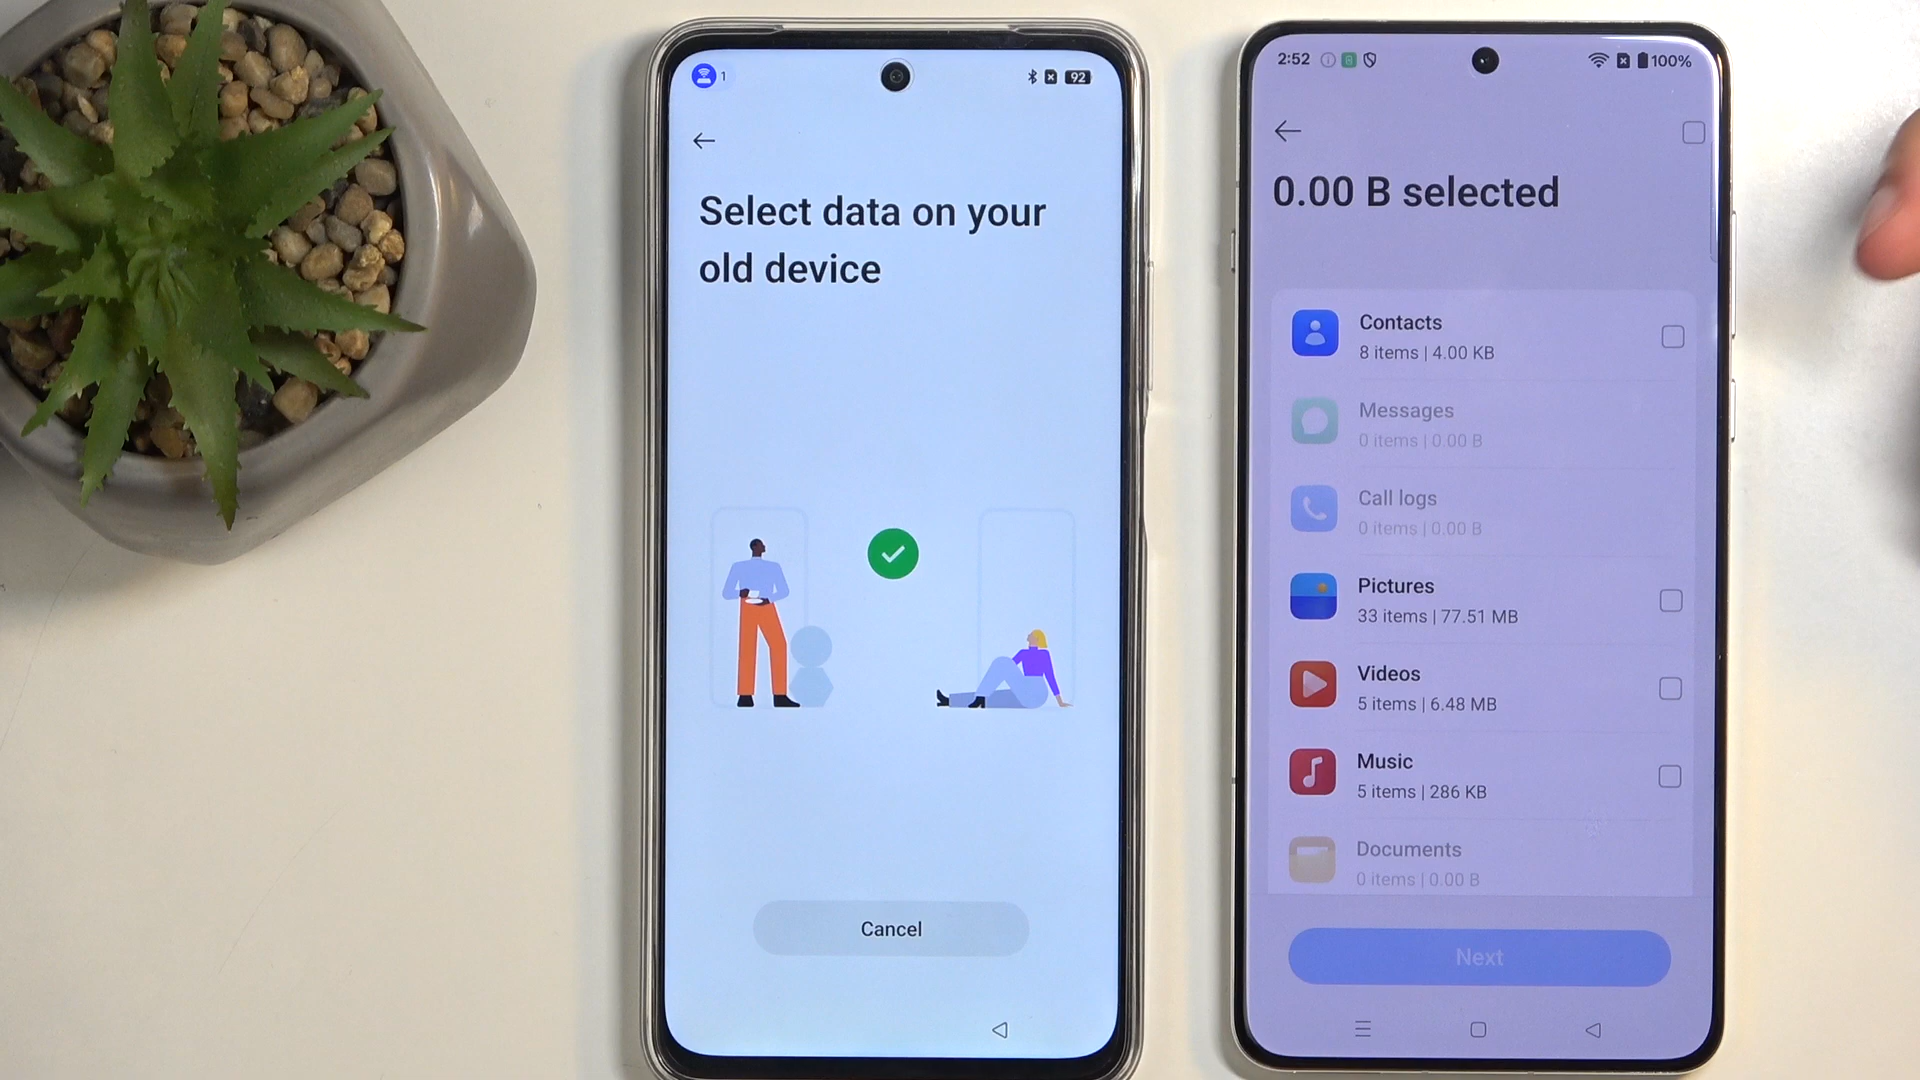 1
92
Select data on your
old device
Cancel
2:52
100%
0.00 B selected
Contacts
8 items | 4.00 KB
Messages
0 items | 0.00 B
Call logs
0 items | 0.00 B
Pictures
33 items | 77.51 MB
Videos
5 items | 6.48 MB
Music
5 items | 286 KB
Documents
0 items | 0.00 B
Next